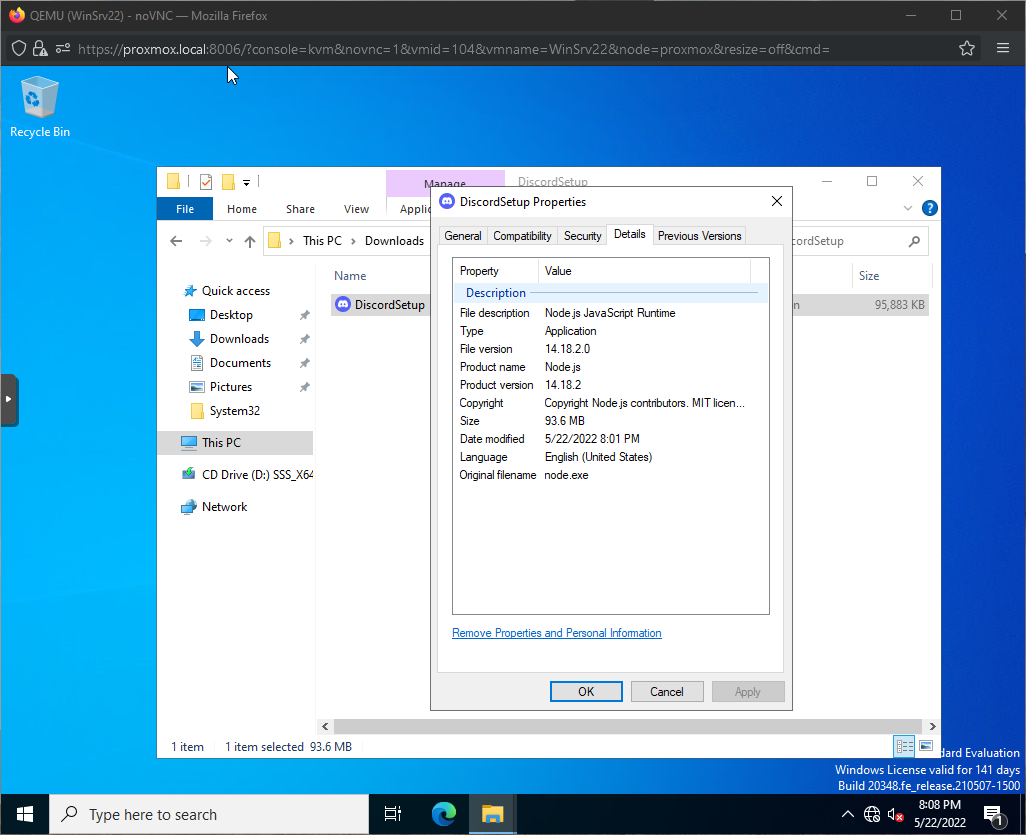 QEMU (WinSrv22) - noVNC — Mozilla Firefox
https://proxmox.local:8006/?console=kvm&novnc=1&vmid=104&vmname=WinSrv22&node=proxmox&resize=off&cmd=
Recycle Bin
Manage
DiscordSetup
File
Home
Share
View
This PC
Downloads
Name
Size
DiscordSetup
95,883 KB
Quick access
Desktop
Downloads
Documents
Pictures
System32
This PC
CD Drive (D:) SSS_X64
Network
DiscordSetup Properties
General
Compatibility
Security
Details
Previous Versions
Property
Value
Description
File description Node.js JavaScript Runtime
Type Application
File version 14.18.2.0
Product name Node.js
Product version 14.18.2
Copyright Copyright Node.js contributors. MIT licen...
Size 93.6 MB
Date modified 5/22/2022 8:01 PM
Language English (United States)
Original filename node.exe
Remove Properties and Personal Information
OK
Cancel
Apply
1 item
1 item selected 93.6 MB
Evaluation
Windows License valid for 141 days
Build 20348.fe_release.210507-1500
Type here to search
8:08 PM
5/22/2022
1